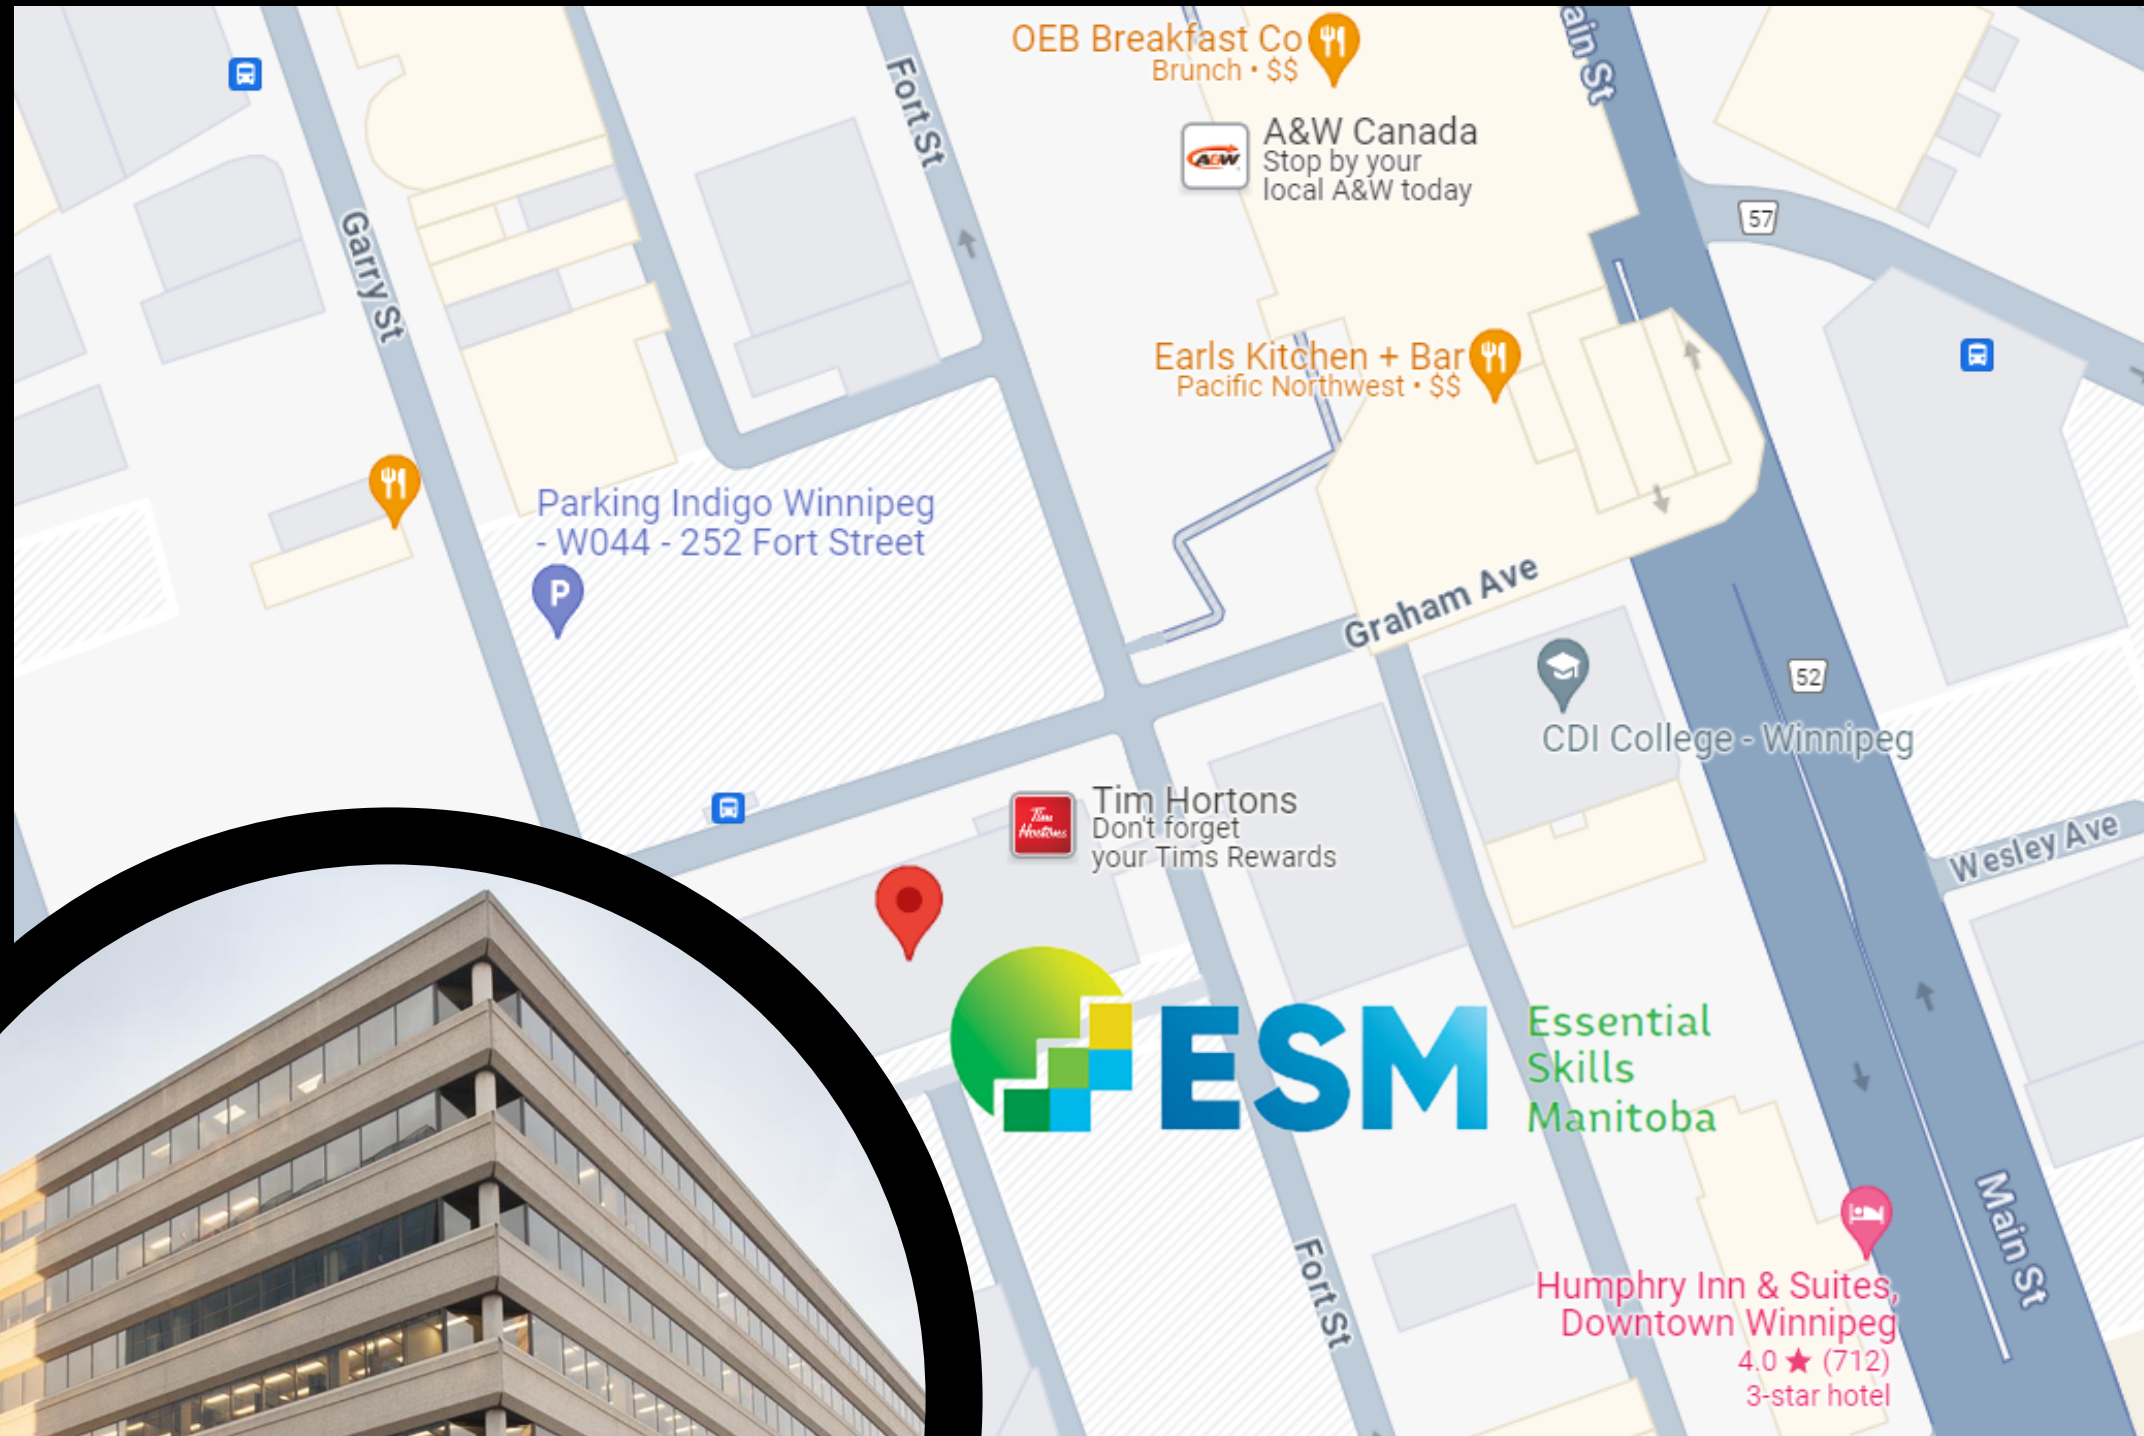 OEB Breakfast Co
Brunch • $$
ain St
Fort St
A&W Canada
Stop by your
local A&W today
A&W
57
Garry St
Earls Kitchen + Bar
Pacific Northwest • $$
Parking Indigo Winnipeg
- W044 - 252 Fort Street
P
Graham Ave
52
CDI College - Winnipeg
Tim Hortons
Tim Hortons
Don't forget
your Tims Rewards
Wesley Ave
ESM
Essential
Skills
Manitoba
Main St
Fort St
Humphry Inn & Suites,
Downtown Winnipeg
4.0 ★ (712)
3-star hotel